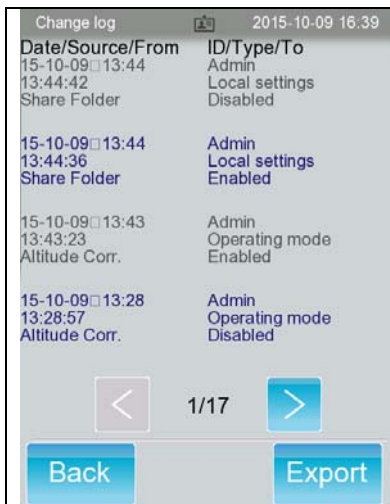 Change log 2015-10-09 16:39
Date/Source/From ID/Type/To
15-10-09□13:44 Admin
13:44:42 Local settings
Share Folder Disabled
15-10-09□13:44 Admin
13:44:36 Local settings
Share Folder Enabled
15-10-09□13:43 Admin
13:43:23 Operating mode
Altitude Corr. Enabled
15-10-09□13:28 Admin
13:28:57 Operating mode
Altitude Corr. Disabled
< 1/17 >
Back Export